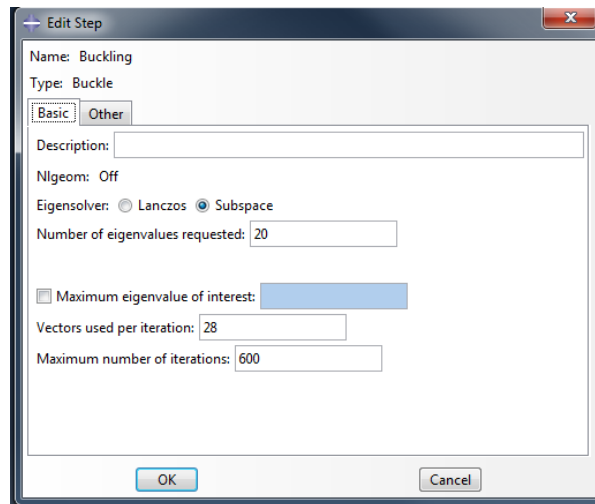 Edit Step
Name: Buckling
Type: Buckle
Basic Other
Description:
Nlgeom: Off
Eigensolver: Lanczos Subspace
Number of eigenvalues requested: 20
Maximum eigenvalue of interest:
Vectors used per iteration: 28
Maximum number of iterations: 600
OK Cancel